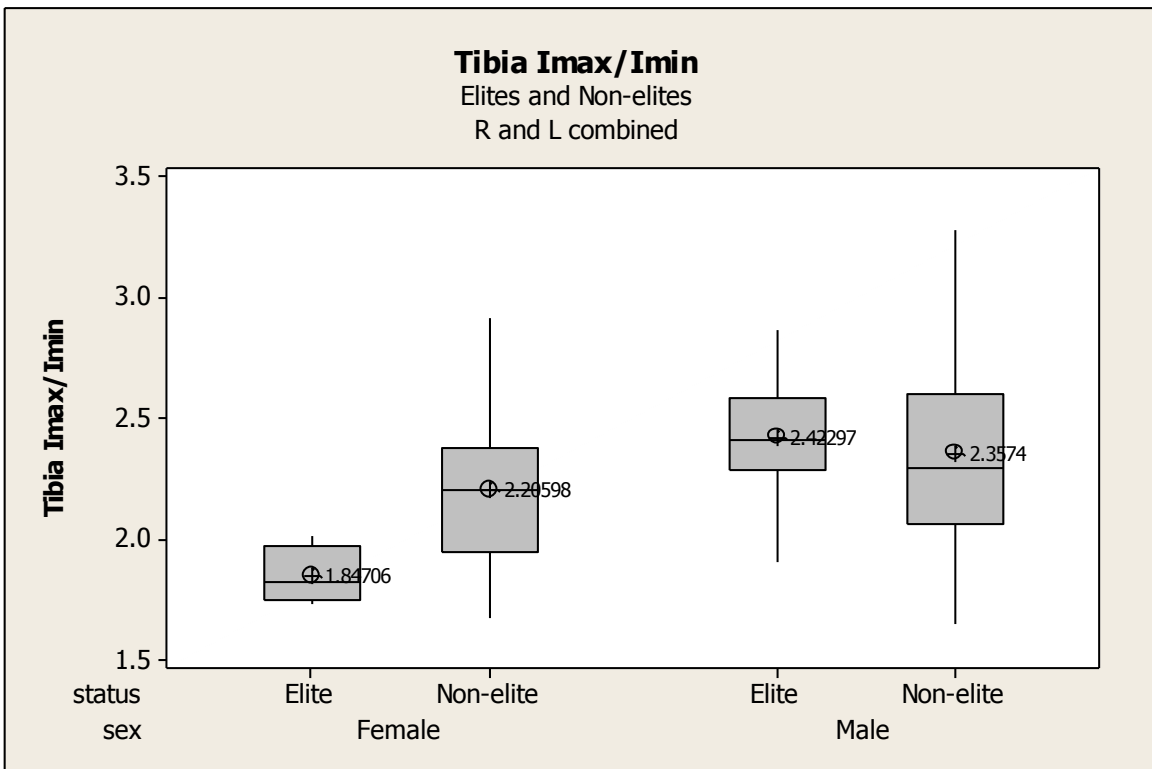 Tibia Imax/Imin
Elites and Non-elites
R and L combined
Tibia Imax/Imin
3.5
3.0
2.5
2.0
1.5
1.84706
2.20598
2.42297
2.3574
status Elite Non-elite Elite Non-elite
sex Female Male